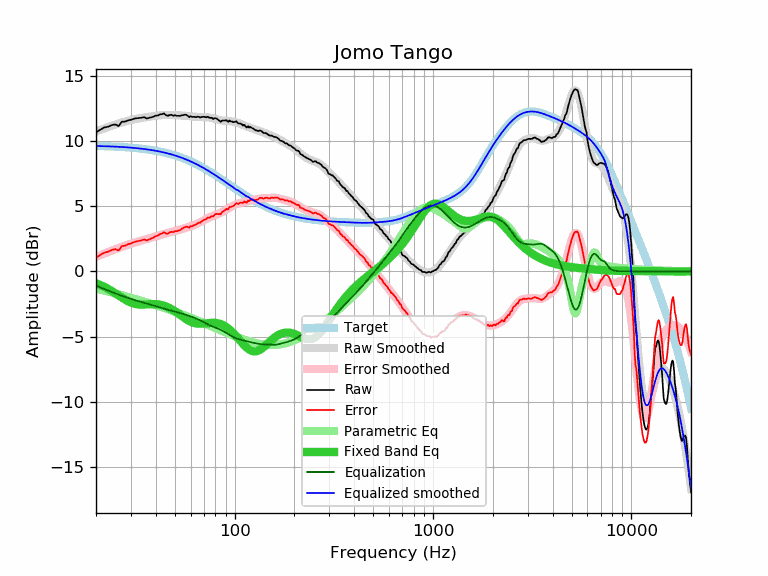 Jomo Tango
15
10
5
0
−5
−10
−15
Amplitude (dBr)
Target
Raw Smoothed
Error Smoothed
Raw
Error
Parametric Eq
Fixed Band Eq
Equalization
Equalized smoothed
100
1000
10000
Frequency (Hz)